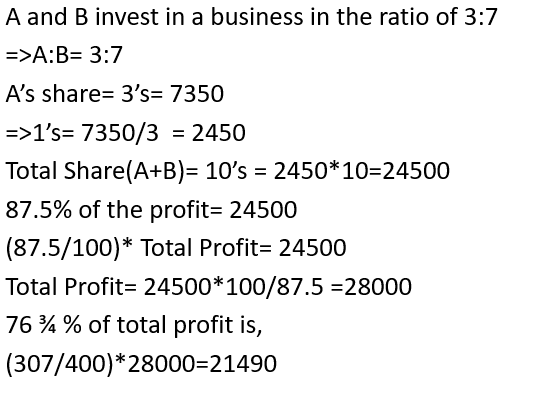 A and B invest in a business in the ratio of 3:7
=>A:B= 3:7
A’s share= 3’s= 7350
=>1’s= 7350/3  = 2450
Total Share(A+B)= 10’s = 2450*10=24500
87.5% of the profit= 24500
(87.5/100)* Total Profit= 24500
Total Profit= 24500*100/87.5 =28000
76 ¾ % of total profit is,
(307/400)*28000=21490